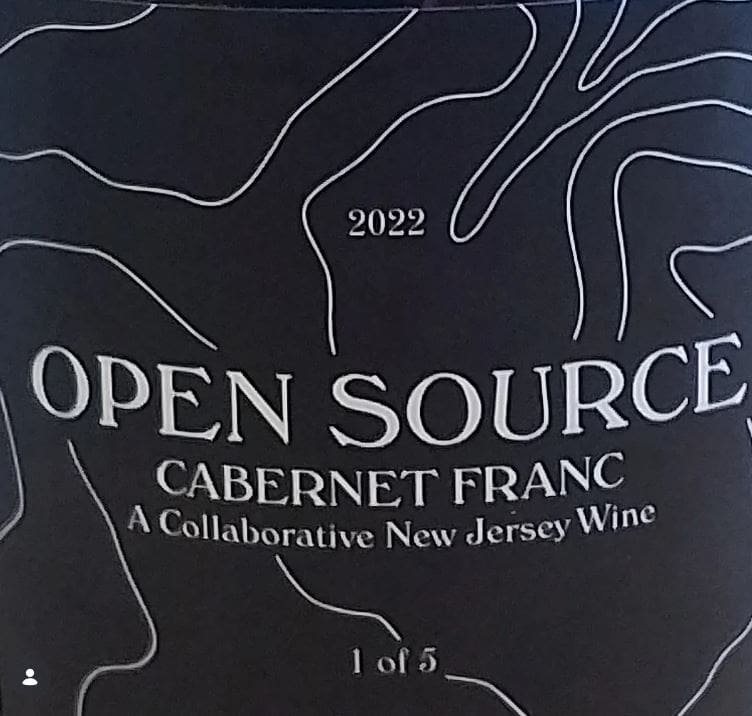 2022
OPEN SOURCE
CABERNET FRANC
A Collaborative New Jersey Wine
1 of 5